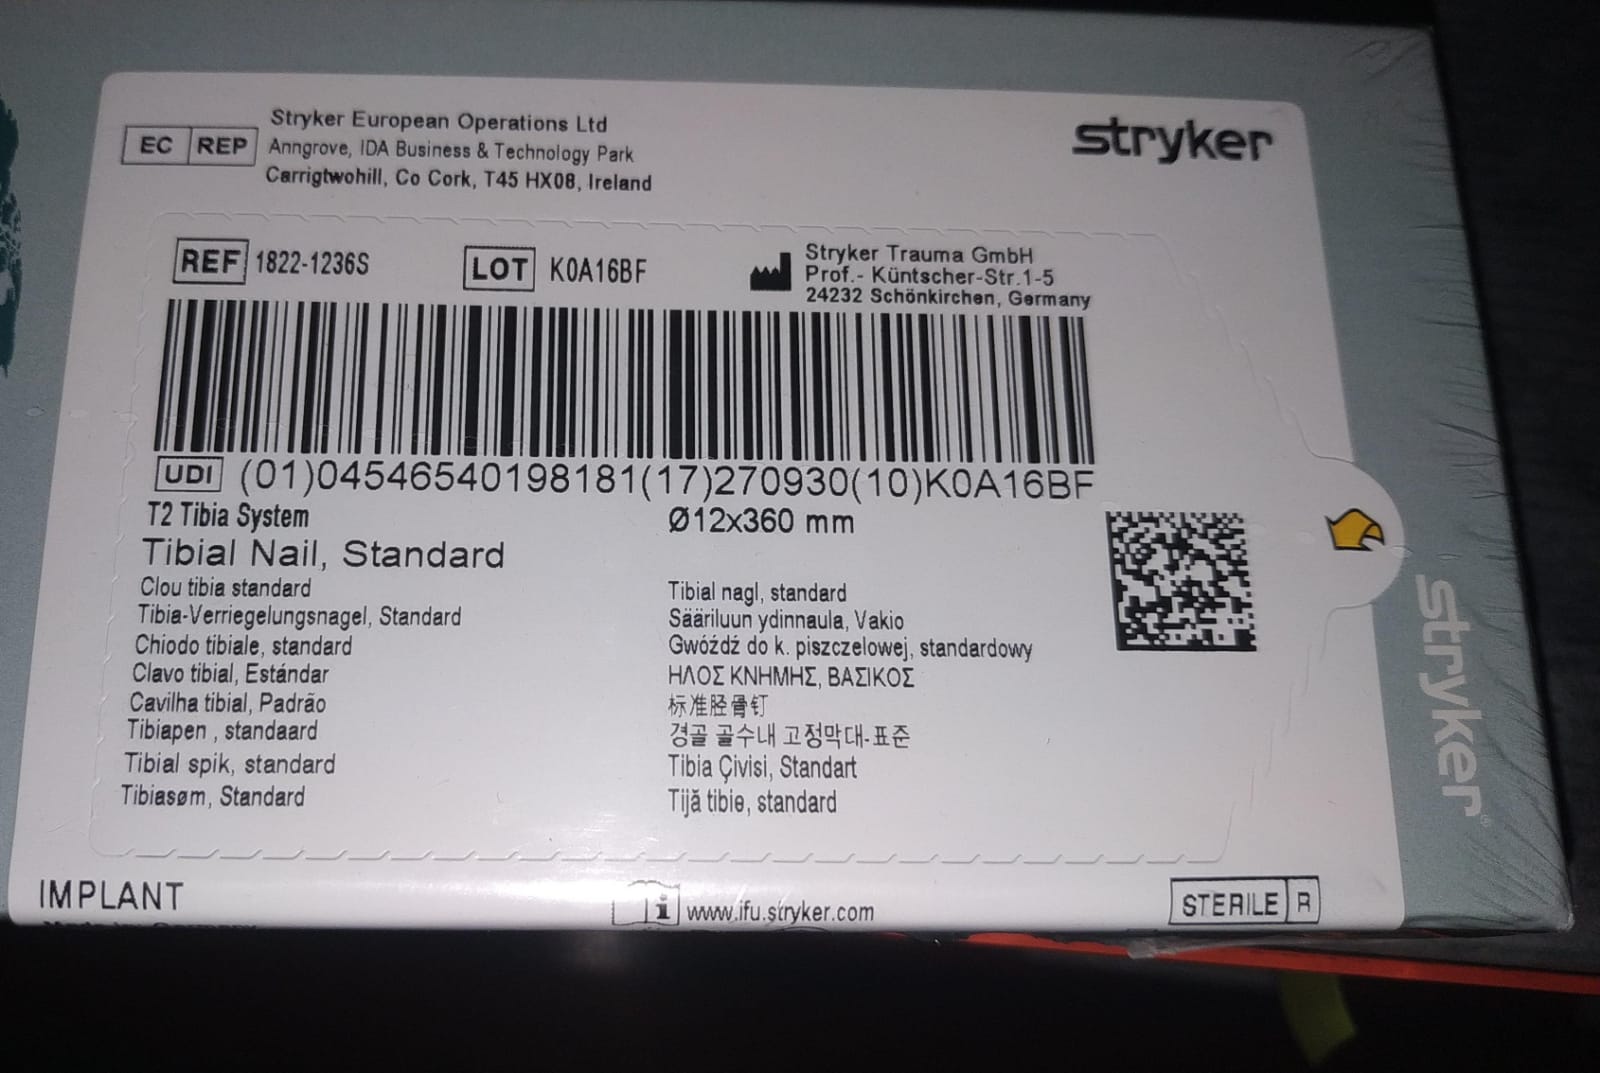 Stryker European Operations Ltd
EC REP
Anngrove, IDA Business & Technology Park
Carrigtwohill, Co Cork, T45 HX08, Ireland
stryker
REF 1822-1236S
LOT K0A16BF
Stryker Trauma GmbH
Prof.- Küntscher-Str.1-5
24232 Schönkirchen, Germany
UDI (01)04546540198181(17)270930(10)K0A16BF
T2 Tibia System
Ø12x360 mm
Tibial Nail, Standard
Clou tibia standard
Tibia-Verriegelungsnagel, Standard
Chiodo tibiale, standard
Clavo tibial, Estándar
Cavilha tibial, Padrão
Tibiapen , standaard
Tibial spik, standard
Tibiasøm, Standard
Tibial nagl, standard
Sääriluun ydinnaula, Vakio
Gwóźdź do k. piszczelowej, standardowy
ΗΛΟΣ ΚΝΗΜΗΣ, ΒΑΣΙΚΟΣ
标准胫骨钉
경골 골수내 고정막대-표준
Tibia Çivisi, Standart
Tijă tibie, standard
stryker®
IMPLANT
www.ifu.stryker.com
STERILE R